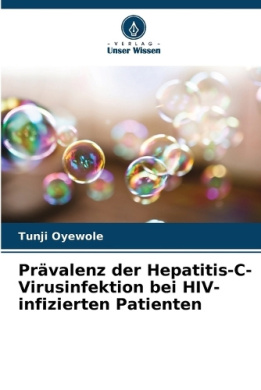 VERLAG
Unser Wissen
Tunji Oyewole
Prävalenz der Hepatitis-C-
Virusinfektion bei HIV-
infizierten Patienten